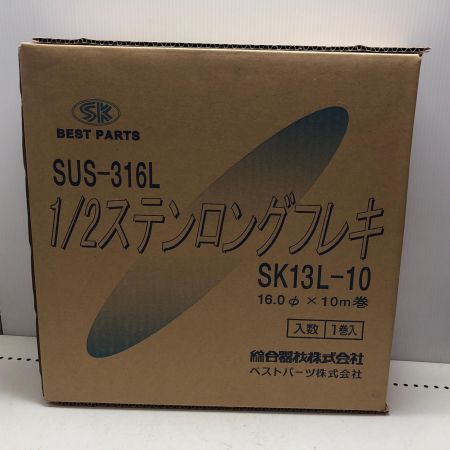 SK
BEST PARTS
SUS-316L
1/2ステンロングフレキ
SK13L-10
16.0φ × 10m巻
入数 1巻入
綜合器材株式会社
ベストパーツ株式会社